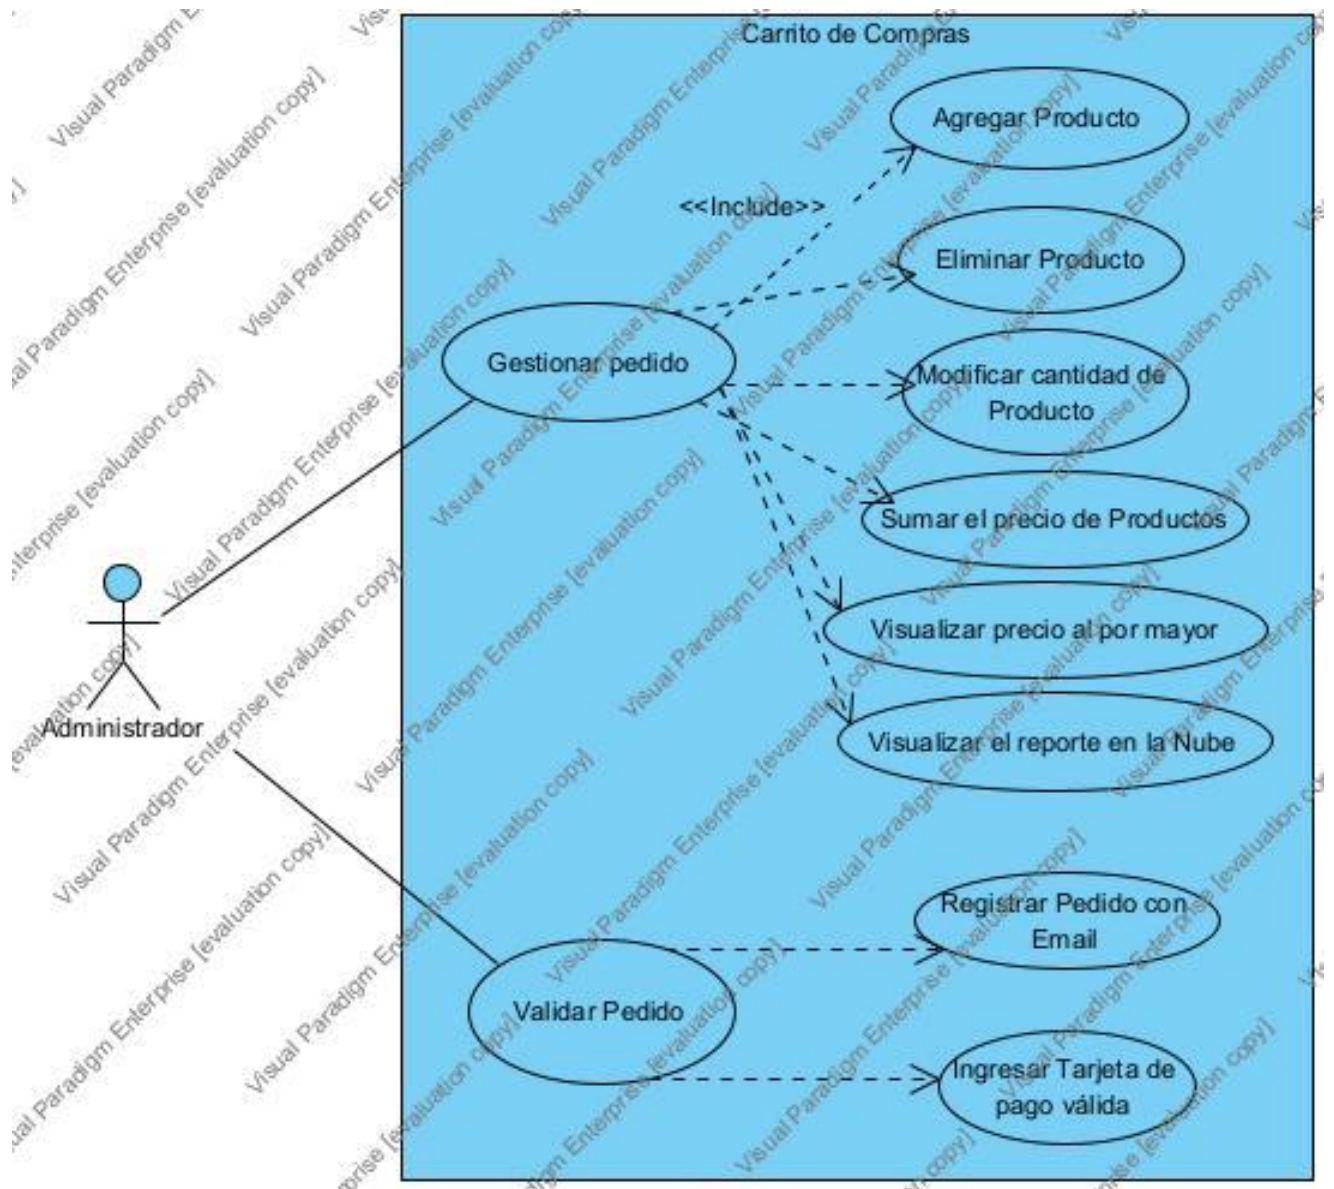 Carrito de Compras
Agregar Producto
<<Include>>
Eliminar Producto
Gestionar pedido
Modificar cantidad de
Producto
Sumar el precio de Productos
Visualizar precio al por mayor
Administrador
Visualizar el reporte en la Nube
Registrar Pedido con
Email
Validar Pedido
Ingresar Tarjeta de
pago válida
Visual Paradigm Enterprise [evaluation copy]